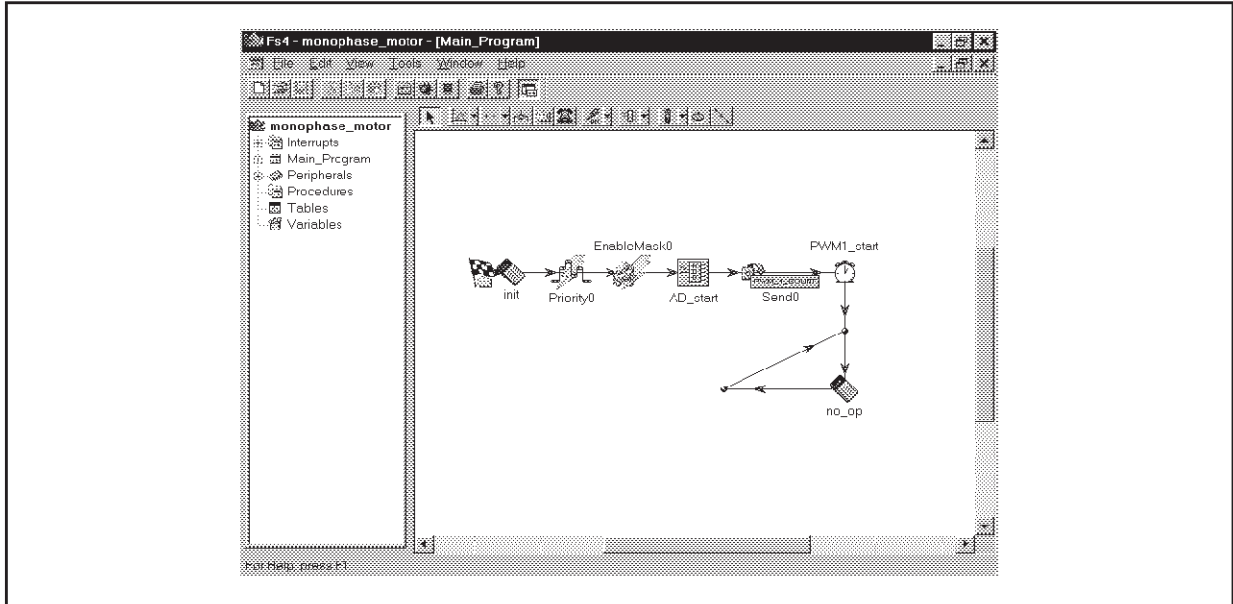 Fs4 - monophase_motor - [Main_Program]
File Edit View Tools Window Help
monophase_motor
Interrupts
Main_Program
Peripherals
Procedures
Tables
Variables
EnableMask0
PWM1_start
init
Priority0
AD_start
Send0
no_op
For Help, press F1